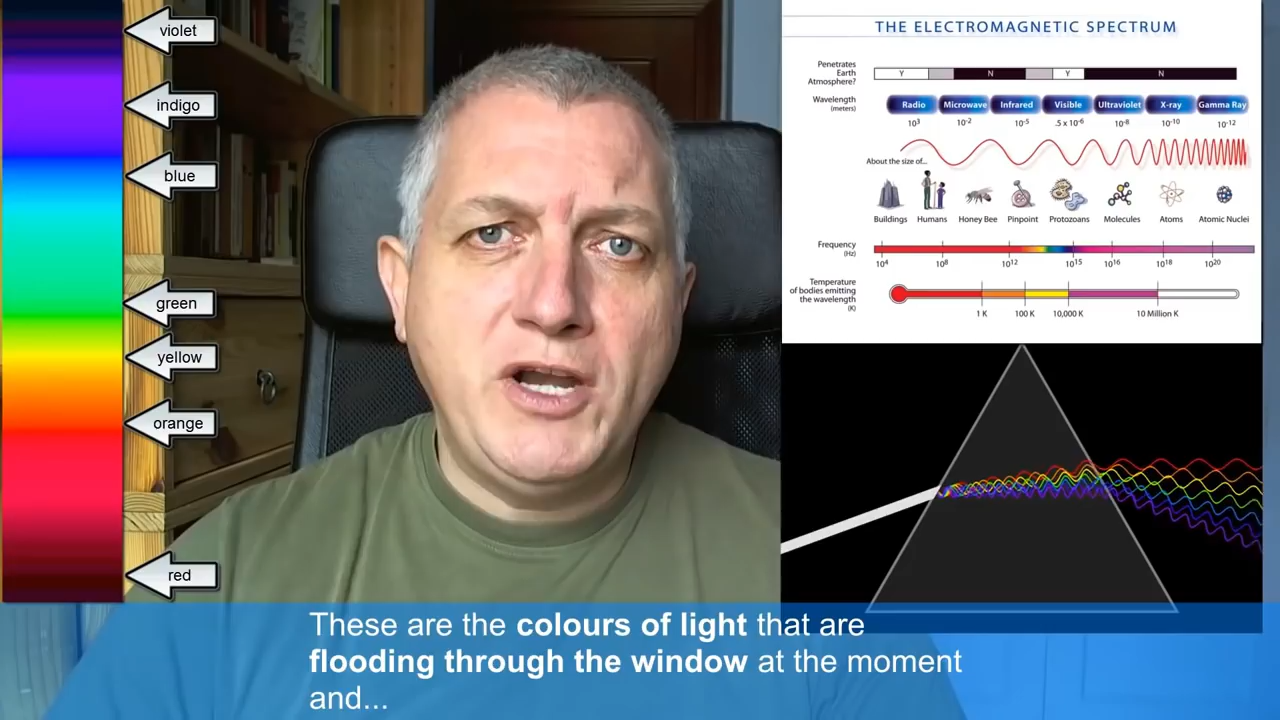 violet
indigo
blue
green
yellow
orange
red
THE ELECTROMAGNETIC SPECTRUM
Penetrates
Earth
Atmosphere?
Y N Y N
Wavelength
(meters)
Radio Microwave Infrared Visible Ultraviolet X-ray Gamma Ray
10³ 10⁻² 10⁻⁵ .5 x 10⁻⁶ 10⁻⁸ 10⁻¹⁰ 10⁻¹²
About the size of...
Buildings Humans Honey Bee Pinpoint Protozoans Molecules Atoms Atomic Nuclei
Frequency
(Hz)
10⁴ 10⁸ 10¹² 10¹⁵ 10¹⁶ 10¹⁸ 10²⁰
Temperature
of bodies emitting
the wavelength
(K)
1 K 100 K 10,000 K 10 Million K
These are the colours of light that are
flooding through the window at the moment
and...